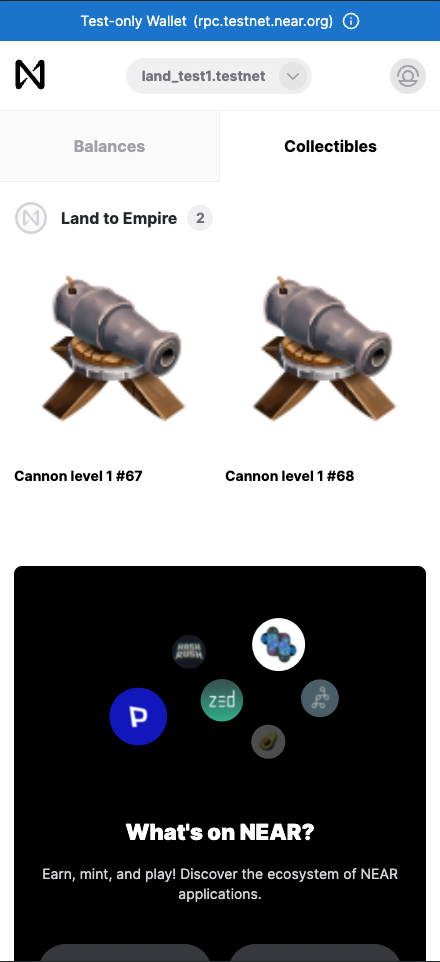 Test-only Wallet (rpc.testnet.near.org)
land_test1.testnet
Balances
Collectibles
Land to Empire 2
Cannon level 1 #67
Cannon level 1 #68
HASH
RUSH
P
zed
What's on NEAR?
Earn, mint, and play! Discover the ecosystem of NEAR
applications.